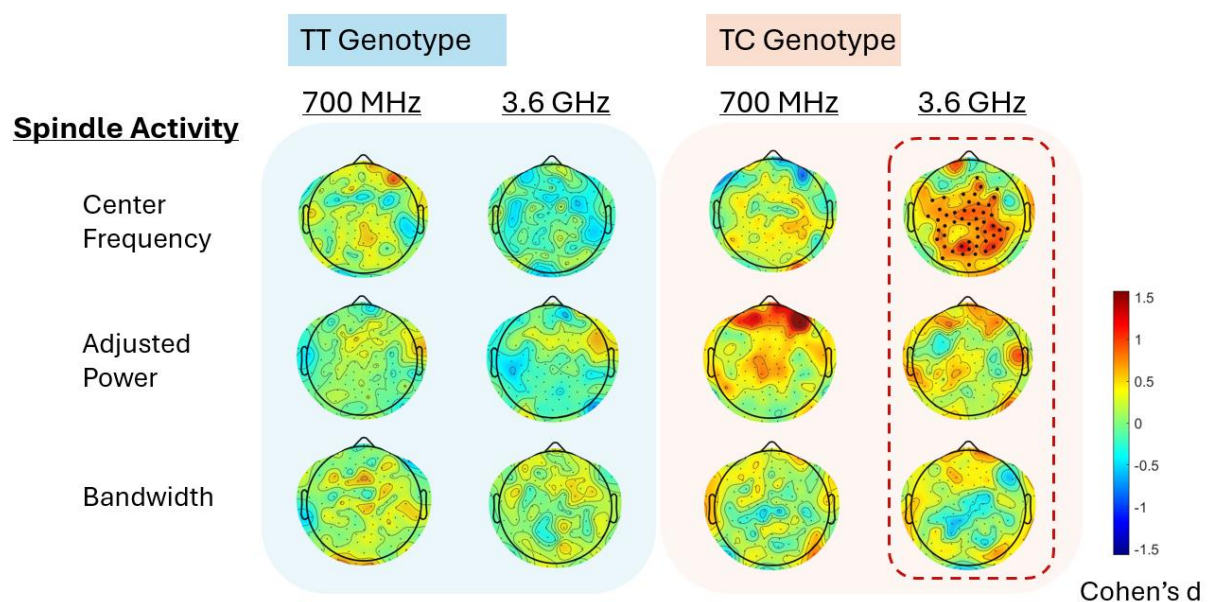 TT Genotype
TC Genotype
700 MHz
3.6 GHz
700 MHz
3.6 GHz
Spindle Activity
Center
Frequency
Adjusted
Power
Bandwidth
1.5
1
0.5
0
-0.5
-1
-1.5
Cohen's d